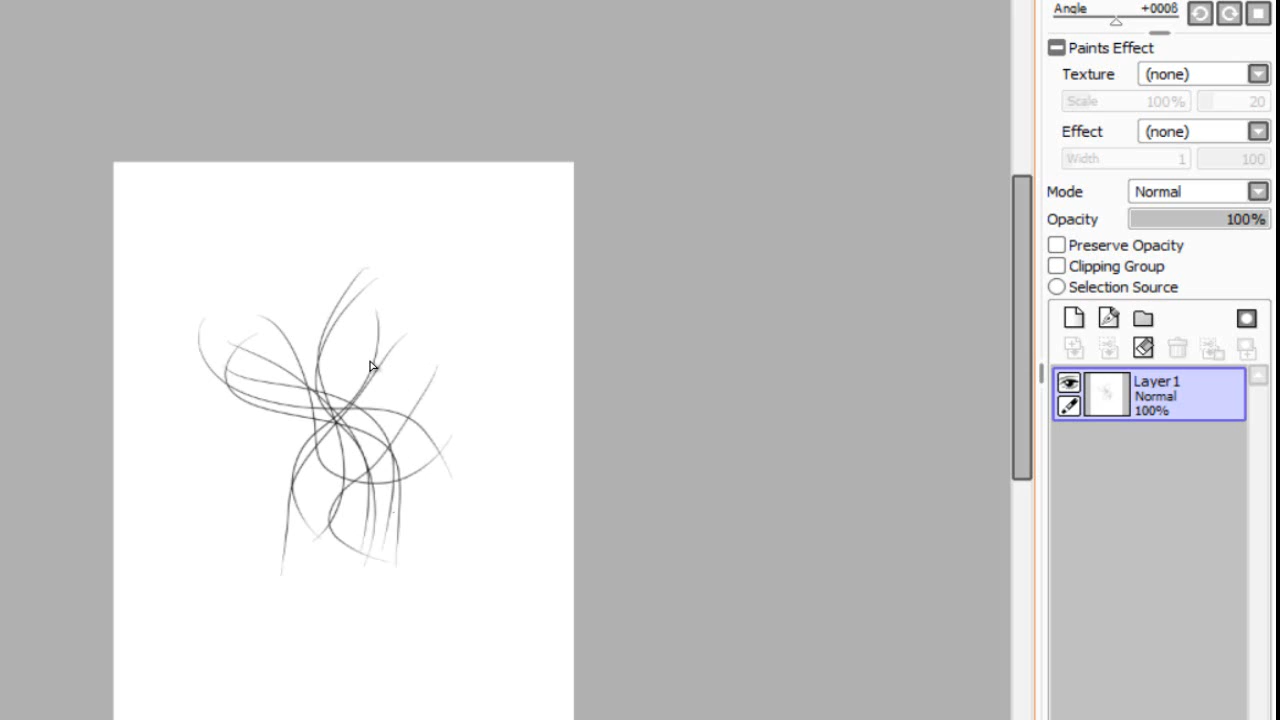 Angle +0008
Paints Effect
Texture (none)
Scale 100% 20
Effect (none)
Width 1 100
Mode Normal
Opacity 100%
Preserve Opacity
Clipping Group
Selection Source
Layer1
Normal
100%